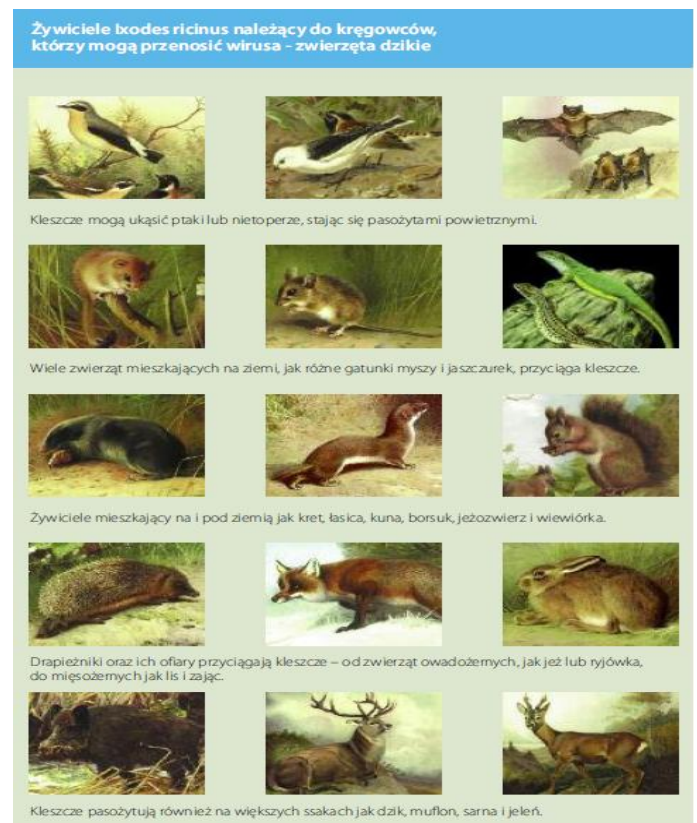 Żywiciele Ixodes ricinus należący do kręgowców,
którzy mogą przenosić wirusa - zwierzęta dzikie
Kleszcze mogą ukąsić ptaki lub nietoperze, stając się pasożytami powietrznymi.
Wiele zwierząt mieszkających na ziemi, jak różne gatunki myszy i jaszczurek, przyciąga kleszcze.
Żywiciele mieszkający na i pod ziemią jak kret, łasica, kuna, borsuk, jeżozwierz i wiewiórka.
Drapieżniki oraz ich ofiary przyciągają kleszcze – od zwierząt owadożernych, jak jeż lub ryjówka,
do mięsożernych jak lis i zając.
Kleszcze pasożytują również na większych ssakach jak dzik, muflon, sarna i jeleń.